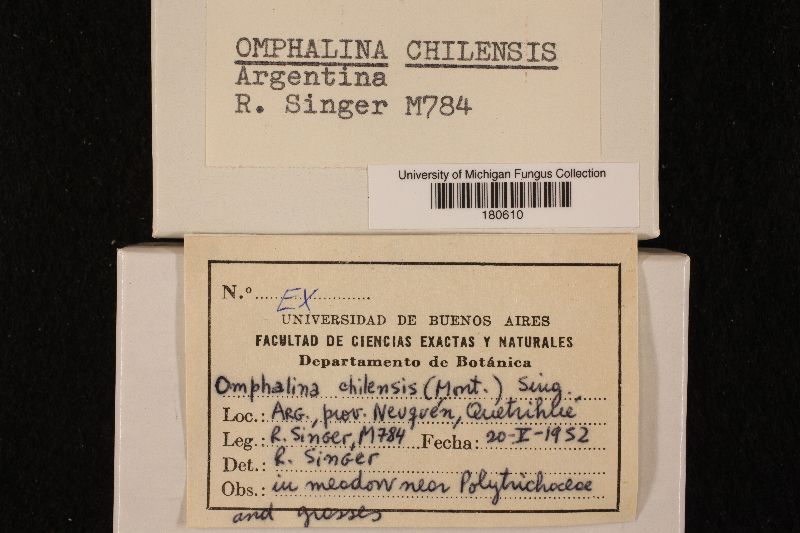 OMPHALINA CHILENSIS
Argentina
R. Singer M784
University of Michigan Fungus Collection
180610
N.º EX
UNIVERSIDAD DE BUENOS AIRES
FACULTAD DE CIENCIAS EXACTAS Y NATURALES
Departamento de Botánica
Omphalina chilensis (Mont.) Sing.
Loc.: ARG., prov. Neuquén, Quetrihué
Leg.: R. Singer, M784 Fecha: 20-V-1952
Det.: R. Singer
Obs.: in meadow near Polytrichaceae
and grasses